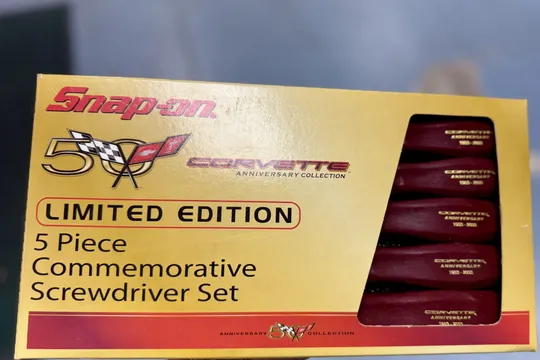 Snap-on
50
CORVETTE
ANNIVERSARY COLLECTION
LIMITED EDITION
5 Piece
Commemorative
Screwdriver Set
CORVETTE
ANNIVERSARY
1953-2003
CORVETTE
ANNIVERSARY
1953-2003
CORVETTE
ANNIVERSARY
1953-2003
CORVETTE
ANNIVERSARY
1953-2003
CORVETTE
ANNIVERSARY
1953-2003
ANNIVERSARY 50 COLLECTION